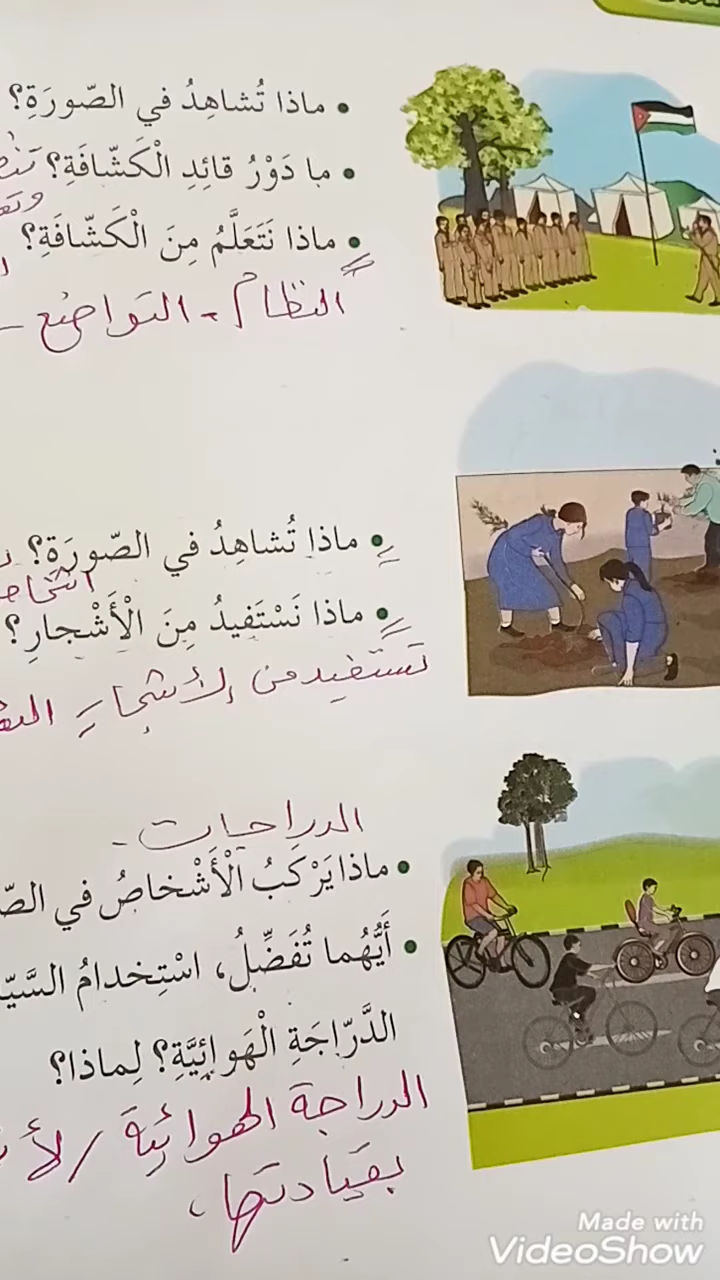 • ماذا تُشاهِدُ في الصّورَةِ؟
• ما دَوْرُ قائِدِ الْكَشّافَةِ؟
• ماذا نَتَعَلَّمُ مِنَ الْكَشّافَةِ؟
النظام - التواضع -
• ماذا تُشاهِدُ في الصّورَةِ؟
• ماذا نَسْتَفيدُ مِنَ الْأَشْجارِ؟
نستفيد من الأشجار
الدراجات -
• ماذا يَرْكَبُ الْأَشْخاصُ في
• أَيُّهُما تُفَضِّلُ، اسْتِخدامُ
الدَّرّاجَةِ الْهَوائِيَّةِ؟ لِماذا؟
الدراجة الهوائية /
بقيادتها،
Made with
VideoShow